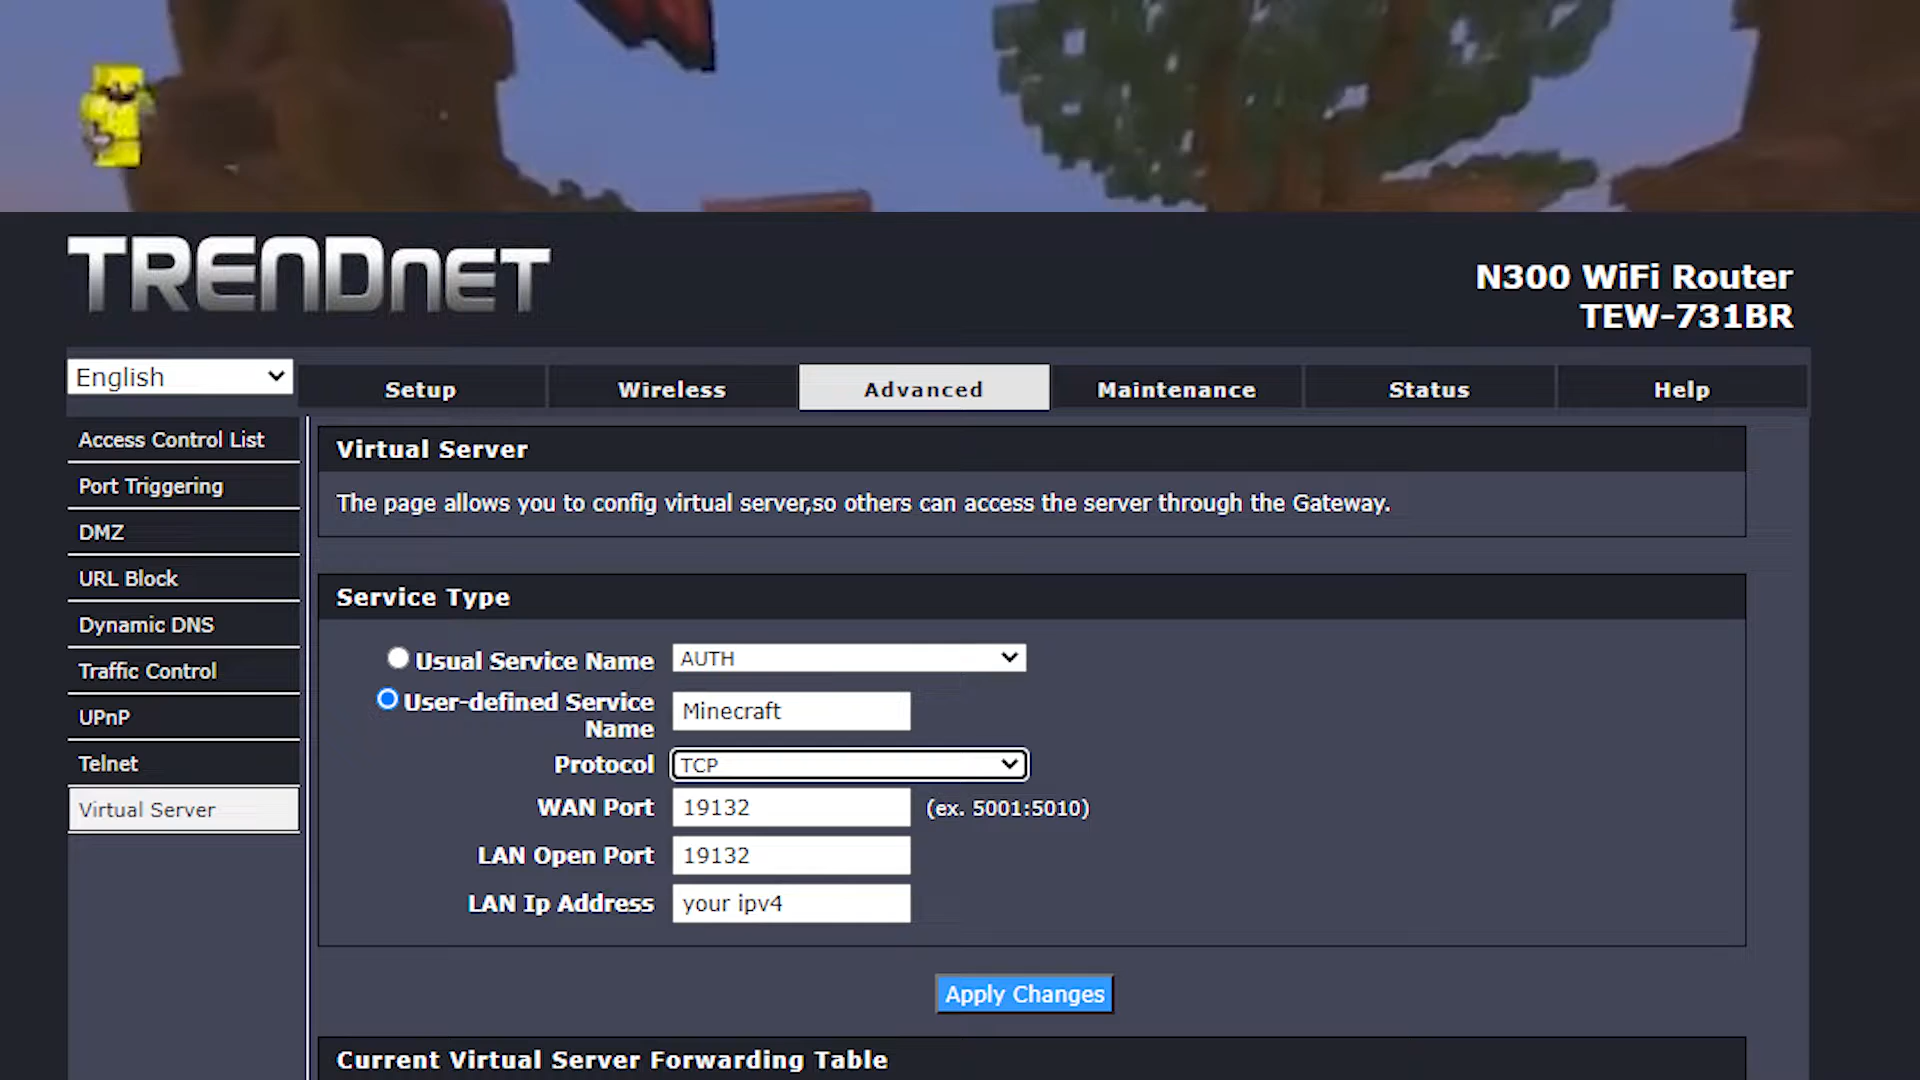 TRENDNET
N300 WiFi Router
TEW-731BR
English
Setup
Wireless
Advanced
Maintenance
Status
Help
Access Control List
Port Triggering
DMZ
URL Block
Dynamic DNS
Traffic Control
UPnP
Telnet
Virtual Server
Virtual Server
The page allows you to config virtual server,so others can access the server through the Gateway.
Service Type
Usual Service Name AUTH
User-defined Service
Name Minecraft
Protocol TCP
WAN Port 19132 (ex. 5001:5010)
LAN Open Port 19132
LAN Ip Address your ipv4
Apply Changes
Current Virtual Server Forwarding Table